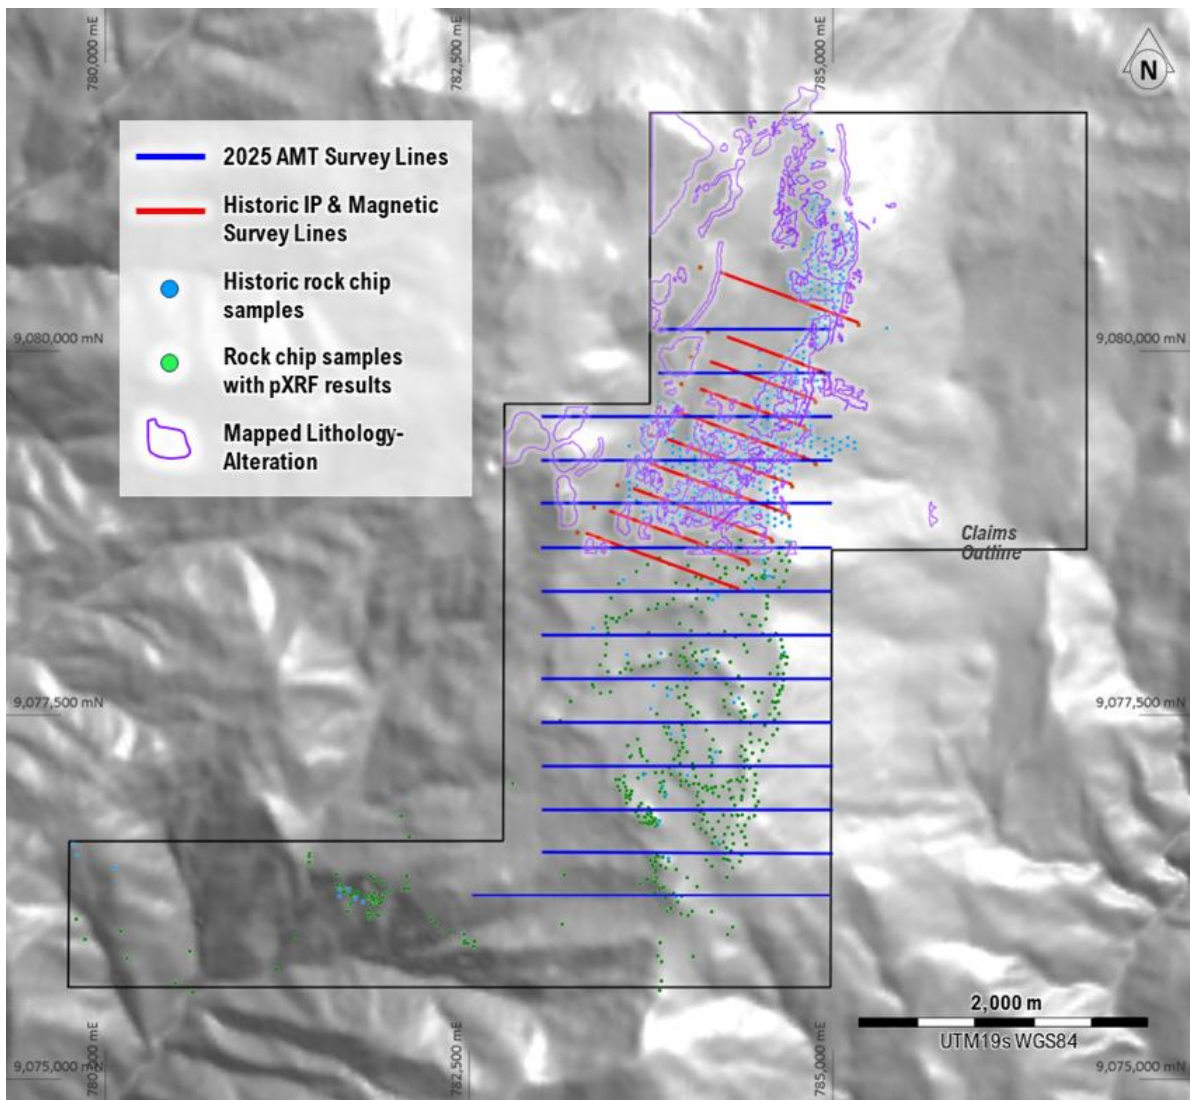 780,000 mE
782,500 mE
785,000 mE
N
2025 AMT Survey Lines
Historic IP & Magnetic
Survey Lines
Historic rock chip
samples
Rock chip samples
with pXRF results
Mapped Lithology-
Alteration
9,080,000 mN
9,080,000 mN
Claims
Outline
9,077,500 mN
9,077,500 mN
2,000 m
UTM19s WGS84
9,075,000 mN
9,075,000 mN
780,000 mE
782,500 mE
785,000 mE